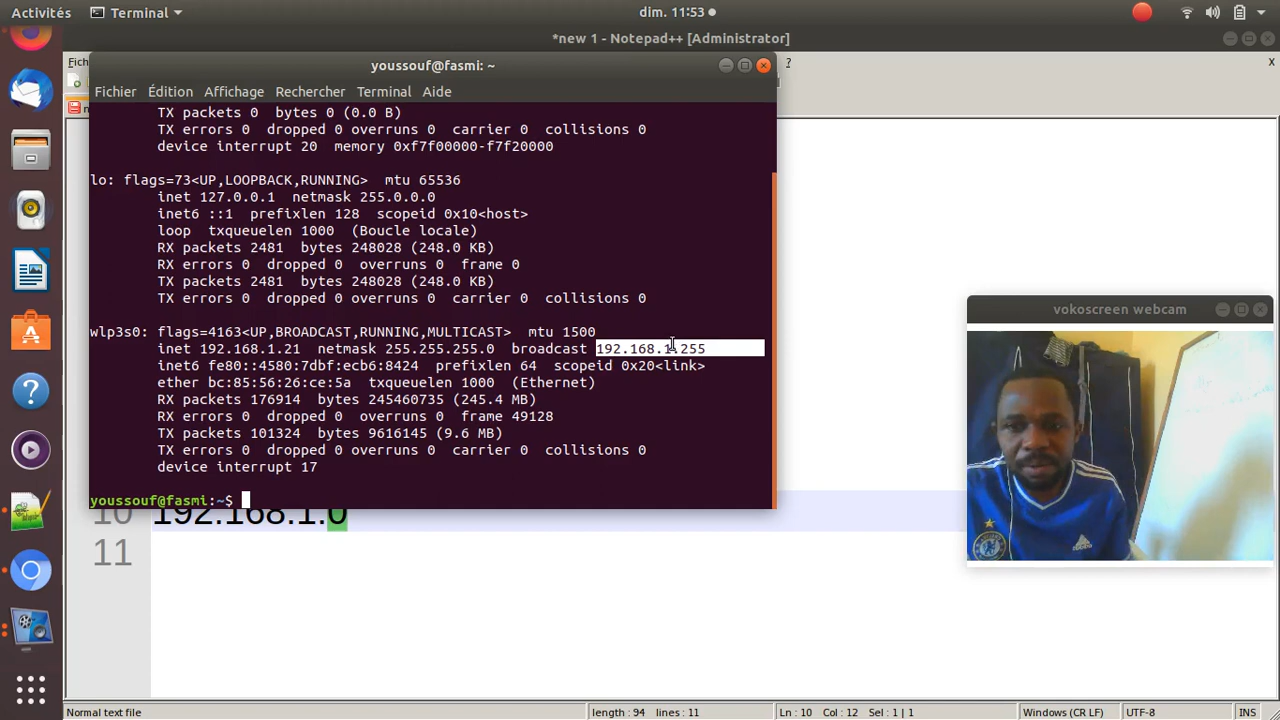 Activités Terminal dim. 11:53
*new 1 - Notepad++ [Administrator]
Fich ? X
youssouf@fasmi: ~
Fichier Édition Affichage Rechercher Terminal Aide
TX packets 0 bytes 0 (0.0 B)
TX errors 0 dropped 0 overruns 0 carrier 0 collisions 0
device interrupt 20 memory 0xf7f00000-f7f20000
lo: flags=73<UP,LOOPBACK,RUNNING> mtu 65536
inet 127.0.0.1 netmask 255.0.0.0
inet6 ::1 prefixlen 128 scopeid 0x10<host>
loop txqueuelen 1000 (Boucle locale)
RX packets 2481 bytes 248028 (248.0 KB)
RX errors 0 dropped 0 overruns 0 frame 0
TX packets 2481 bytes 248028 (248.0 KB)
TX errors 0 dropped 0 overruns 0 carrier 0 collisions 0
wlp3s0: flags=4163<UP,BROADCAST,RUNNING,MULTICAST> mtu 1500
inet 192.168.1.21 netmask 255.255.255.0 broadcast 192.168.1.255
inet6 fe80::4580:7dbf:ecb6:8424 prefixlen 64 scopeid 0x20<link>
ether bc:85:56:26:ce:5a txqueuelen 1000 (Ethernet)
RX packets 176914 bytes 245460735 (245.4 MB)
RX errors 0 dropped 0 overruns 0 frame 49128
TX packets 101324 bytes 9616145 (9.6 MB)
TX errors 0 dropped 0 overruns 0 carrier 0 collisions 0
device interrupt 17
youssouf@fasmi:~$
10 192.168.1.0
11
vokoscreen webcam
Normal text file length : 94 lines : 11 Ln : 10 Col : 12 Sel : 1 | 1 Windows (CR LF) UTF-8 INS